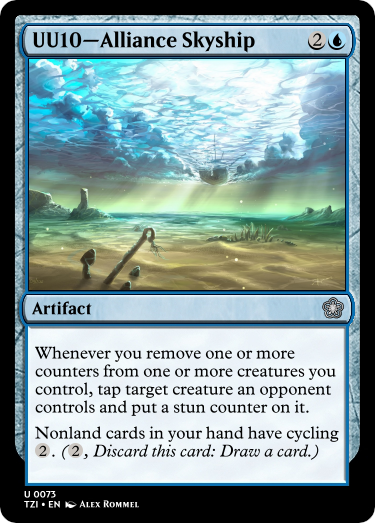 UU10—Alliance Skyship 2
Artifact
Whenever you remove one or more
counters from one or more creatures you
control, tap target creature an opponent
controls and put a stun counter on it.
Nonland cards in your hand have cycling
2. (2, Discard this card: Draw a card.)
U 0073
TZI • EN Alex Rommel